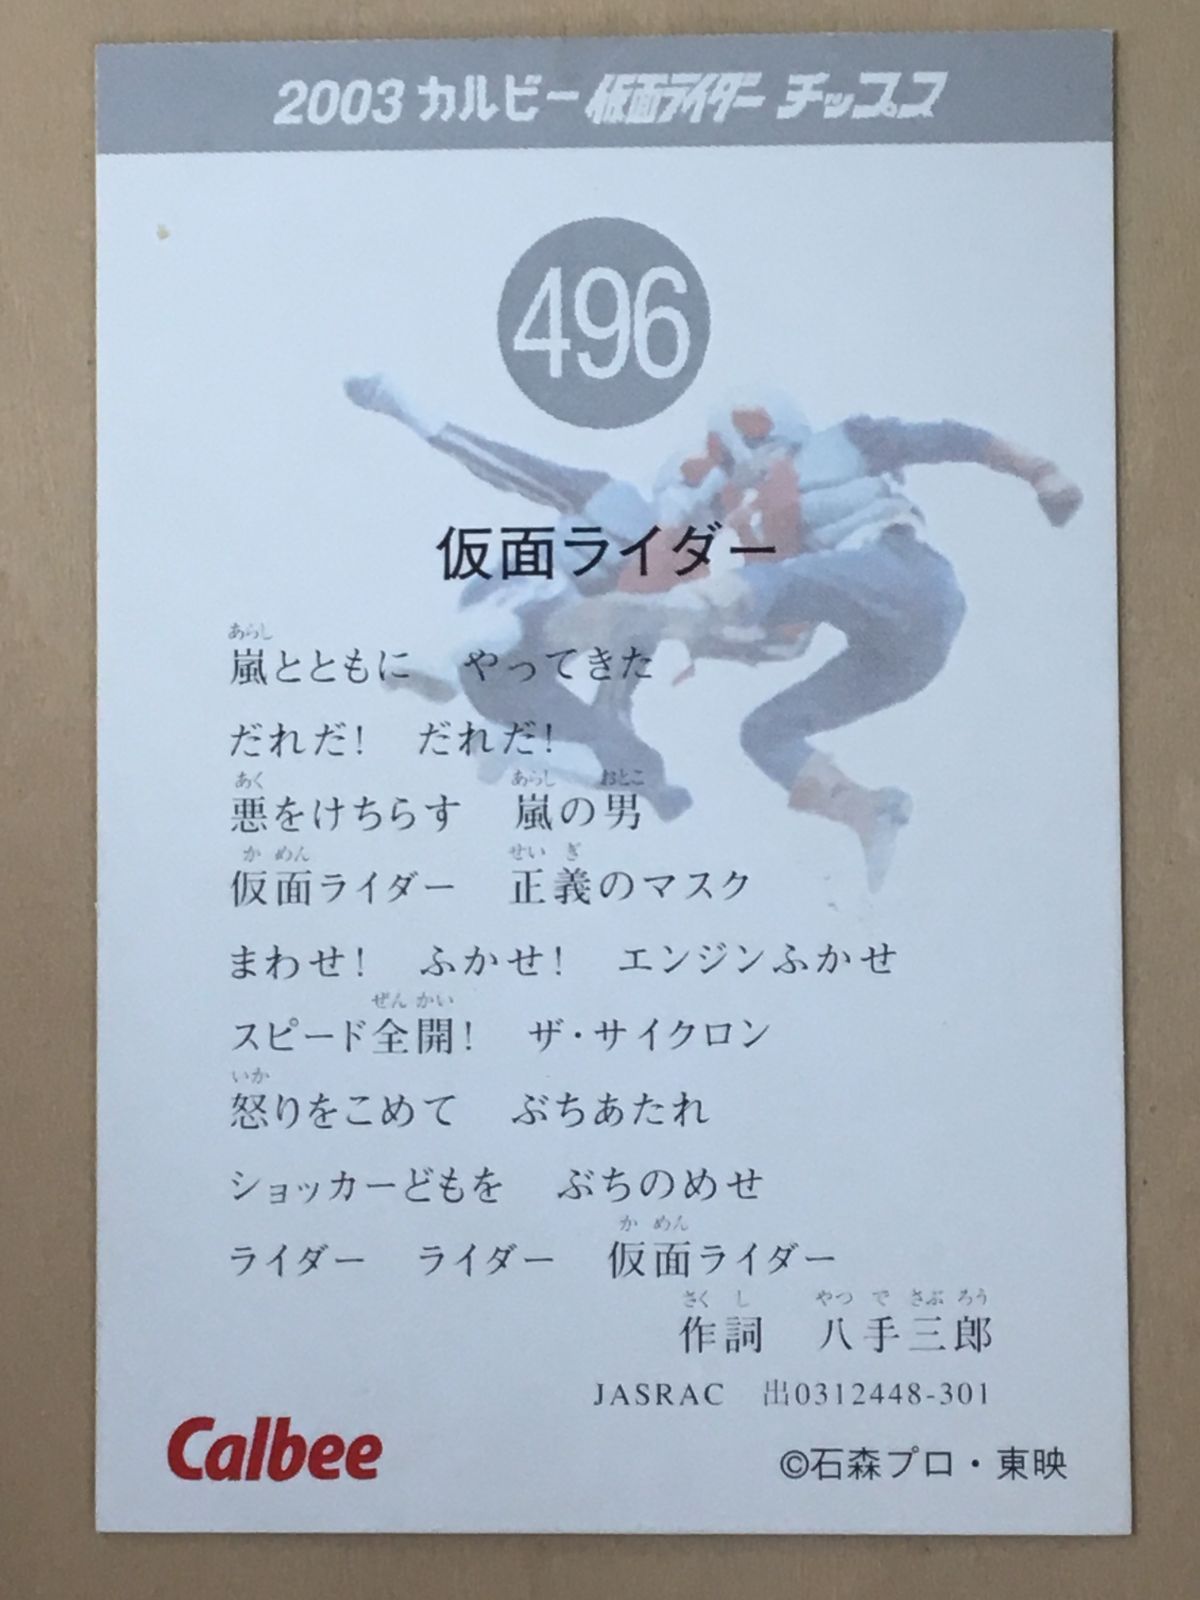 2003 カルビー 仮面ライダー チップス
496
仮面ライダー
あらし
嵐とともに　やってきた
だれだ！　だれだ！
あく　あらし　おとこ
悪をけちらす　嵐の男
か めん　せい ぎ
仮面ライダー　正義のマスク
まわせ！　ふかせ！　エンジンふかせ
ぜん かい
スピード全開！　ザ・サイクロン
いか
怒りをこめて　ぶちあたれ
ショッカーどもを　ぶちのめせ
か めん
ライダー　ライダー　仮面ライダー
さく し　やつ で さぶ ろう
作詞　八手三郎
JASRAC　出0312448-301
Calbee
©石森プロ・東映